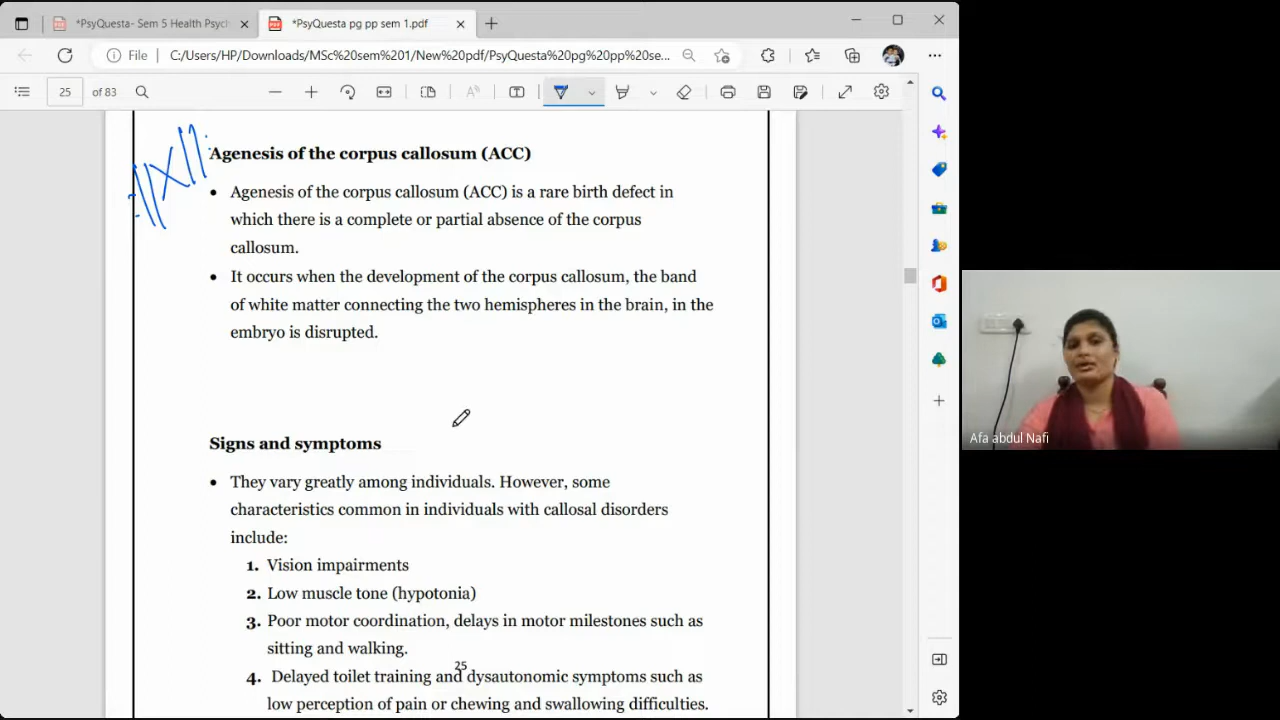 *PsyQuesta- Sem 5 Health Psych
*PsyQuesta pg pp sem 1.pdf
File
C:/Users/HP/Downloads/MSc%20sem%201/New%20pdf/PsyQuesta%20pg%20pp%20se...
25 of 83
Agenesis of the corpus callosum (ACC)
• Agenesis of the corpus callosum (ACC) is a rare birth defect in
which there is a complete or partial absence of the corpus
callosum.
• It occurs when the development of the corpus callosum, the band
of white matter connecting the two hemispheres in the brain, in the
embryo is disrupted.
Signs and symptoms
• They vary greatly among individuals. However, some
characteristics common in individuals with callosal disorders
include:
1. Vision impairments
2. Low muscle tone (hypotonia)
3. Poor motor coordination, delays in motor milestones such as
sitting and walking.
25
4. Delayed toilet training and dysautonomic symptoms such as
low perception of pain or chewing and swallowing difficulties.
Afa abdul Nafi